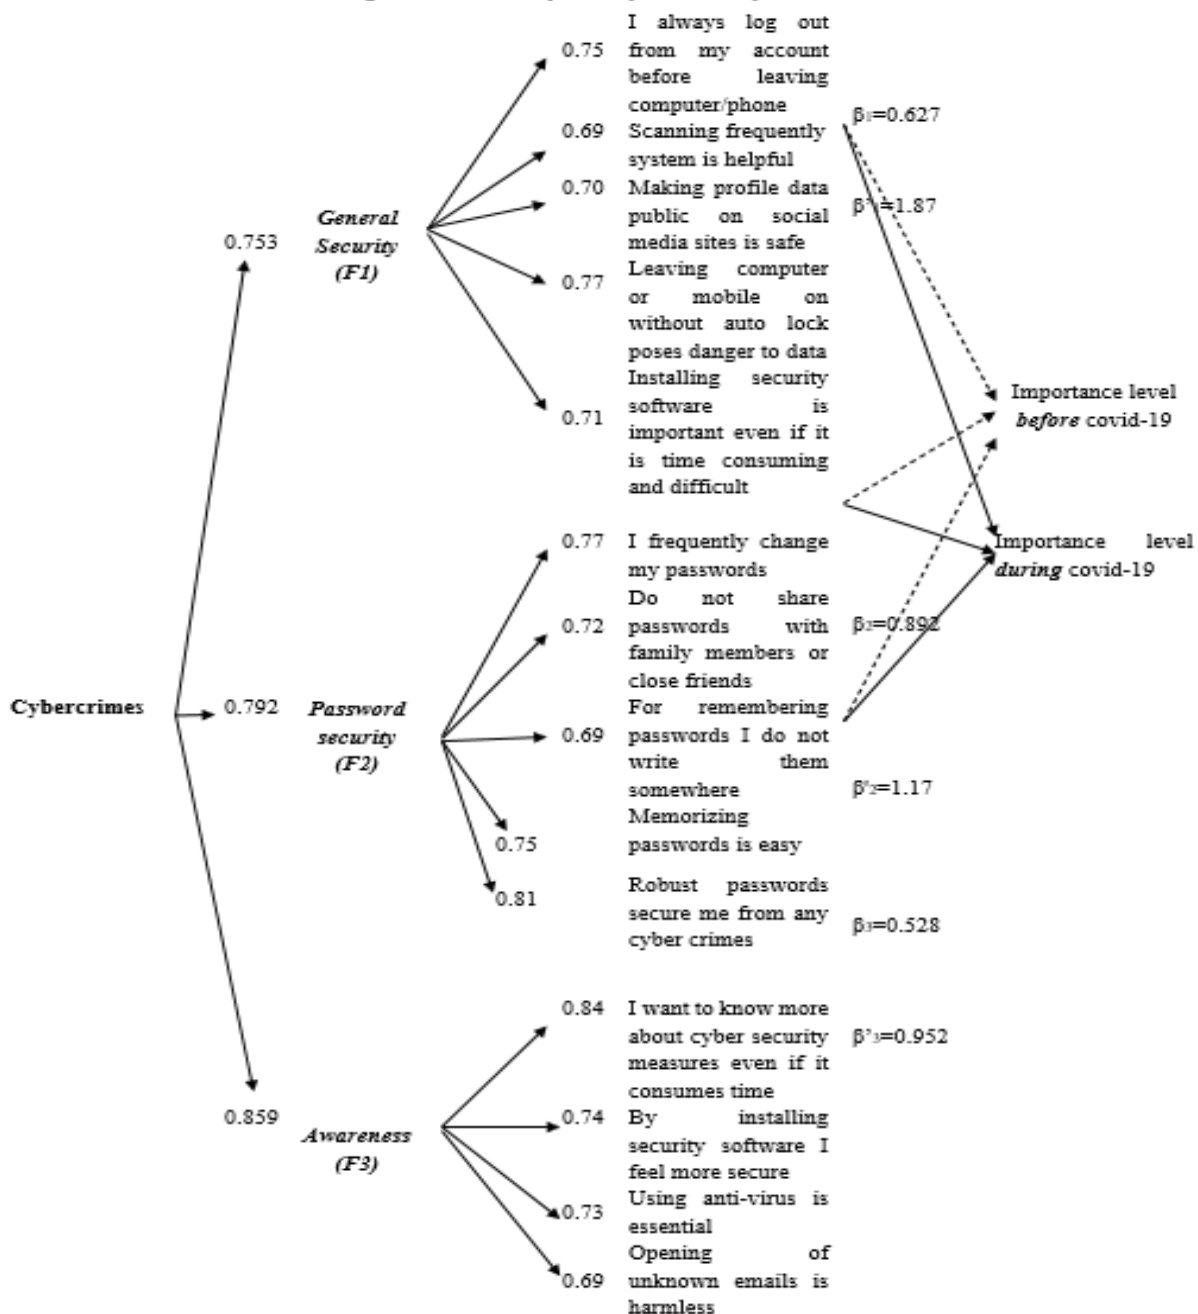 I always log out
0.75 from my account
before leaving
computer/phone
β1=0.627
0.69 Scanning frequently
system is helpful
0.70 Making profile data
public on social
media sites is safe
=1.87
General
Security
(F1)
0.753
0.77
Leaving computer
or mobile on
without auto lock
poses danger to data
0.71
Installing security
software is
important even if it
is time consuming
and difficult
Importance level
before covid-19
0.77 I frequently change
my passwords
Importance level
during covid-19
Do not share
0.72 passwords with
family members or
close friends
β2=0.892
Cybercrimes
0.792
Password
security
(F2)
0.69
For remembering
passwords I do not
write them
somewhere
β'2=1.17
Memorizing
passwords is easy
0.75
0.81
Robust passwords
secure me from any
cyber crimes
β3=0.528
0.84 I want to know more
about cyber security
measures even if it
consumes time
β'3=0.952
0.859
Awareness
(F3)
0.74 By installing
security software I
feel more secure
0.73
Using anti-virus is
essential
0.69
Opening of
unknown emails is
harmless